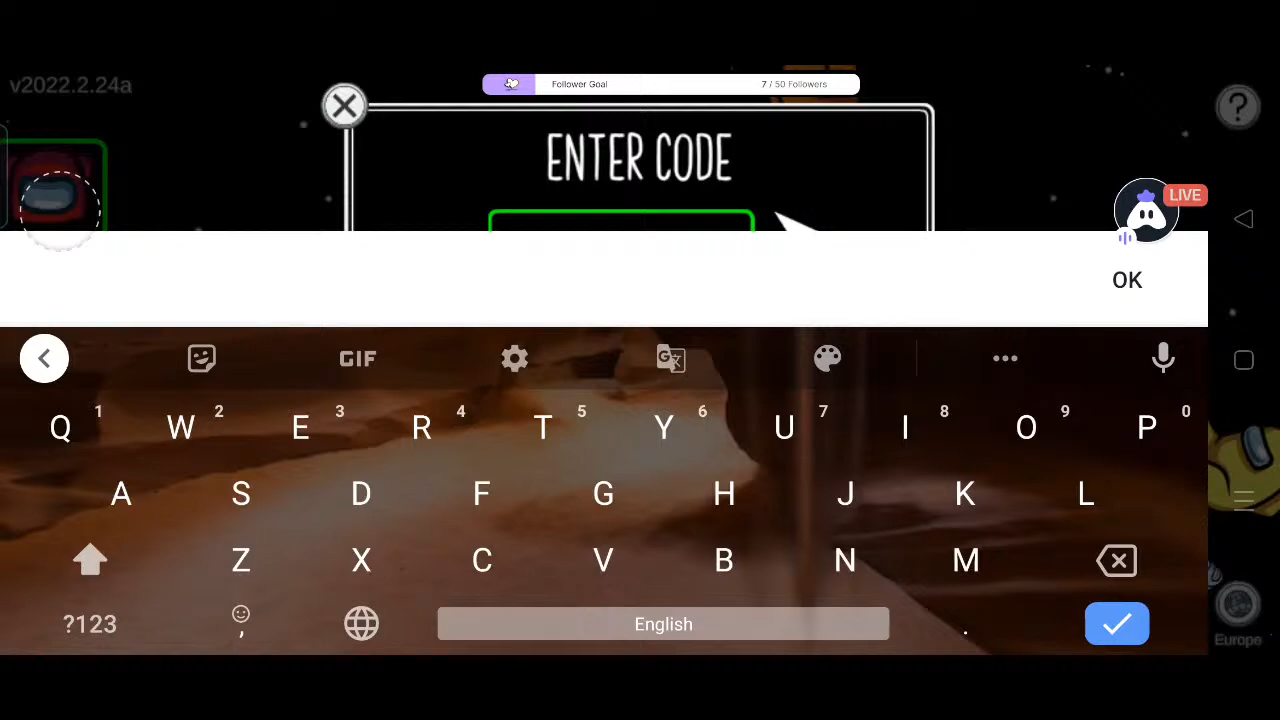 v2022.2.24a
Follower Goal 7 / 50 Followers
ENTER CODE
LIVE
OK
GIF
Q 1 W 2 E 3 R 4 T 5 Y 6 U 7 I 8 O 9 P 0
A S D F G H J K L
Z X C V B N M
?123 , English .
Europe